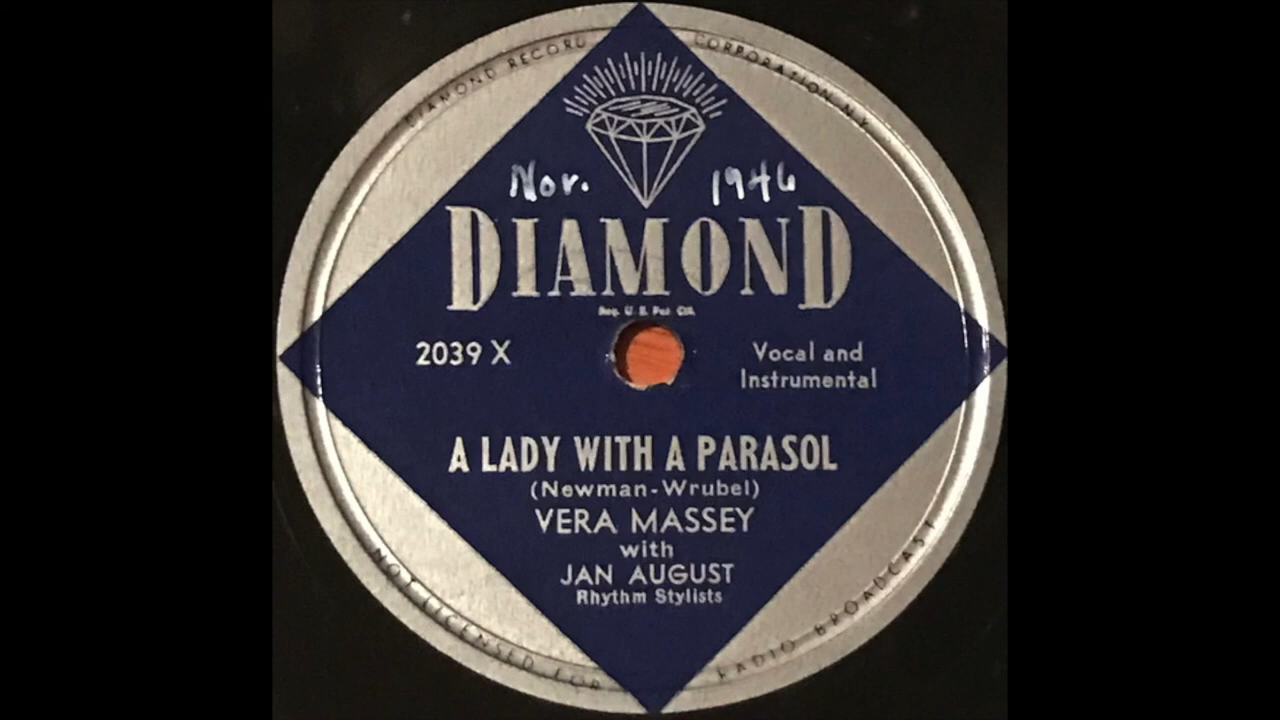 DIAMOND RECORD CORPORATION, N.Y.
Nov. 1946
DIAMOND
Reg. U. S. Pat. Off.
2039 X
Vocal and
Instrumental
A LADY WITH A PARASOL
(Newman-Wrubel)
VERA MASSEY
with
JAN AUGUST
Rhythm Stylists
NOT LICENSED FOR RADIO BROADCAST